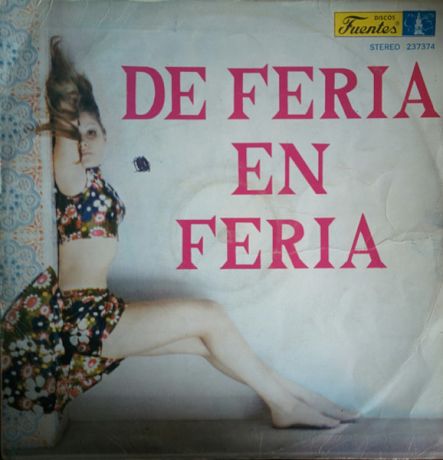 DISCOS
Fuentes
STEREO 237374
DE FERIA
EN
FERIA